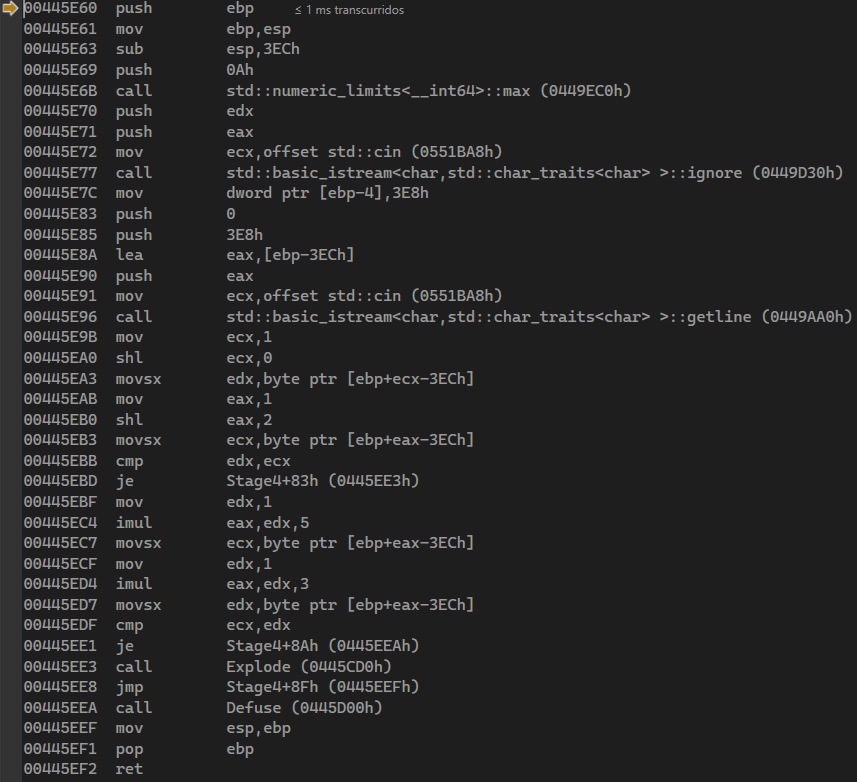 00445E60 push ebp ≤ 1 ms transcurridos
00445E61 mov ebp,esp
00445E63 sub esp,3ECh
00445E69 push 0Ah
00445E6B call std::numeric_limits<__int64>::max (0449EC0h)
00445E70 push edx
00445E71 push eax
00445E72 mov ecx,offset std::cin (0551BA8h)
00445E77 call std::basic_istream<char,std::char_traits<char> >::ignore (0449D30h)
00445E7C mov dword ptr [ebp-4],3E8h
00445E83 push 0
00445E85 push 3E8h
00445E8A lea eax,[ebp-3ECh]
00445E90 push eax
00445E91 mov ecx,offset std::cin (0551BA8h)
00445E96 call std::basic_istream<char,std::char_traits<char> >::getline (0449AA0h)
00445E9B mov ecx,1
00445EA0 shl ecx,0
00445EA3 movsx edx,byte ptr [ebp+ecx-3ECh]
00445EAB mov eax,1
00445EB0 shl eax,2
00445EB3 movsx ecx,byte ptr [ebp+eax-3ECh]
00445EBB cmp edx,ecx
00445EBD je Stage4+83h (0445EE3h)
00445EBF mov edx,1
00445EC4 imul eax,edx,5
00445EC7 movsx ecx,byte ptr [ebp+eax-3ECh]
00445ECF mov edx,1
00445ED4 imul eax,edx,3
00445ED7 movsx edx,byte ptr [ebp+eax-3ECh]
00445EDF cmp ecx,edx
00445EE1 je Stage4+8Ah (0445EEAh)
00445EE3 call Explode (0445CD0h)
00445EE8 jmp Stage4+8Fh (0445EEFh)
00445EEA call Defuse (0445D00h)
00445EEF mov esp,ebp
00445EF1 pop ebp
00445EF2 ret